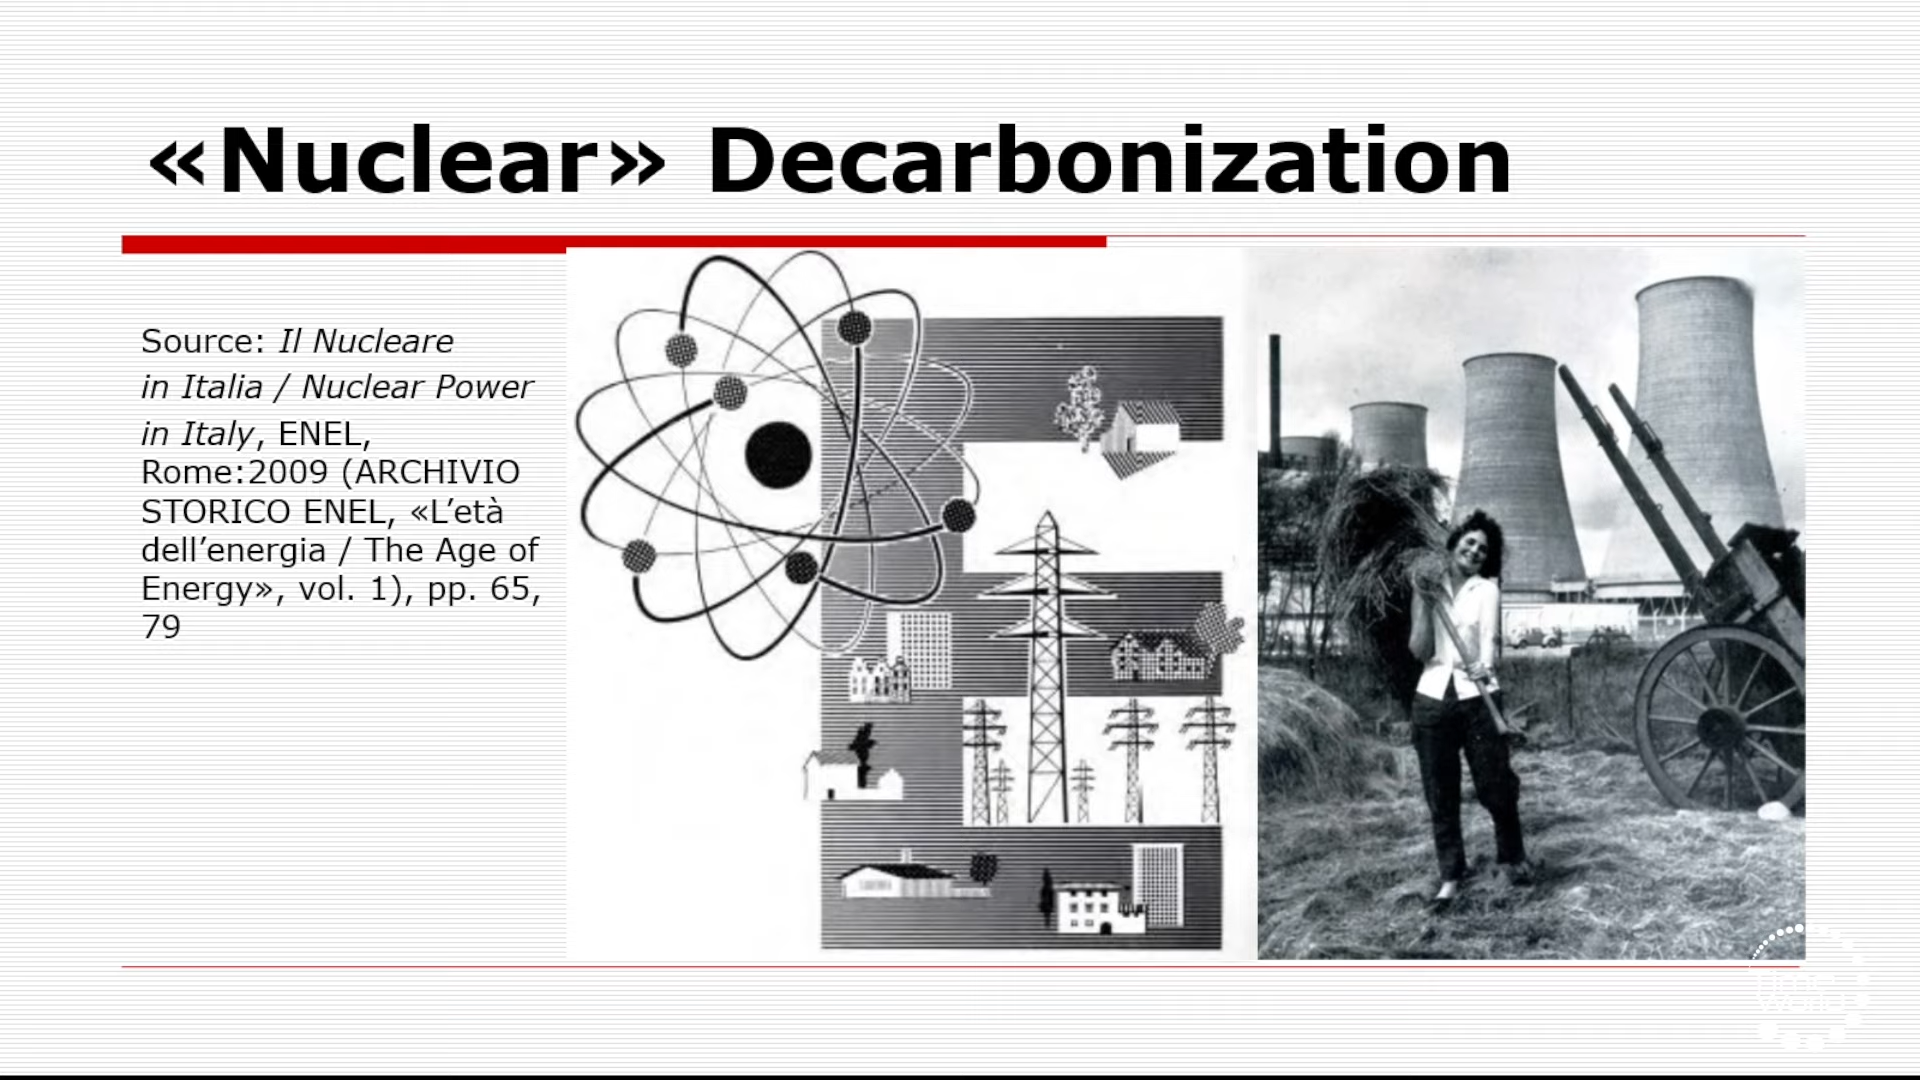 «Nuclear» Decarbonization
Source: Il Nucleare
in Italia / Nuclear Power
in Italy, ENEL,
Rome:2009 (ARCHIVIO
STORICO ENEL, «L’età
dell’energia / The Age of
Energy», vol. 1), pp. 65,
79